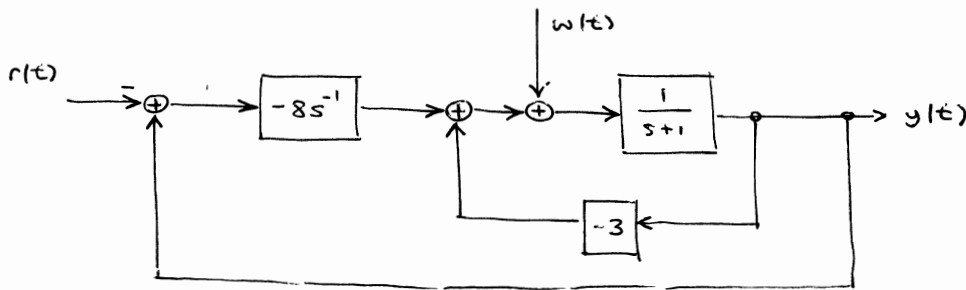 w(t)
r(t)
−
+
-8s⁻¹
+
+
1
s+1
y(t)
-3